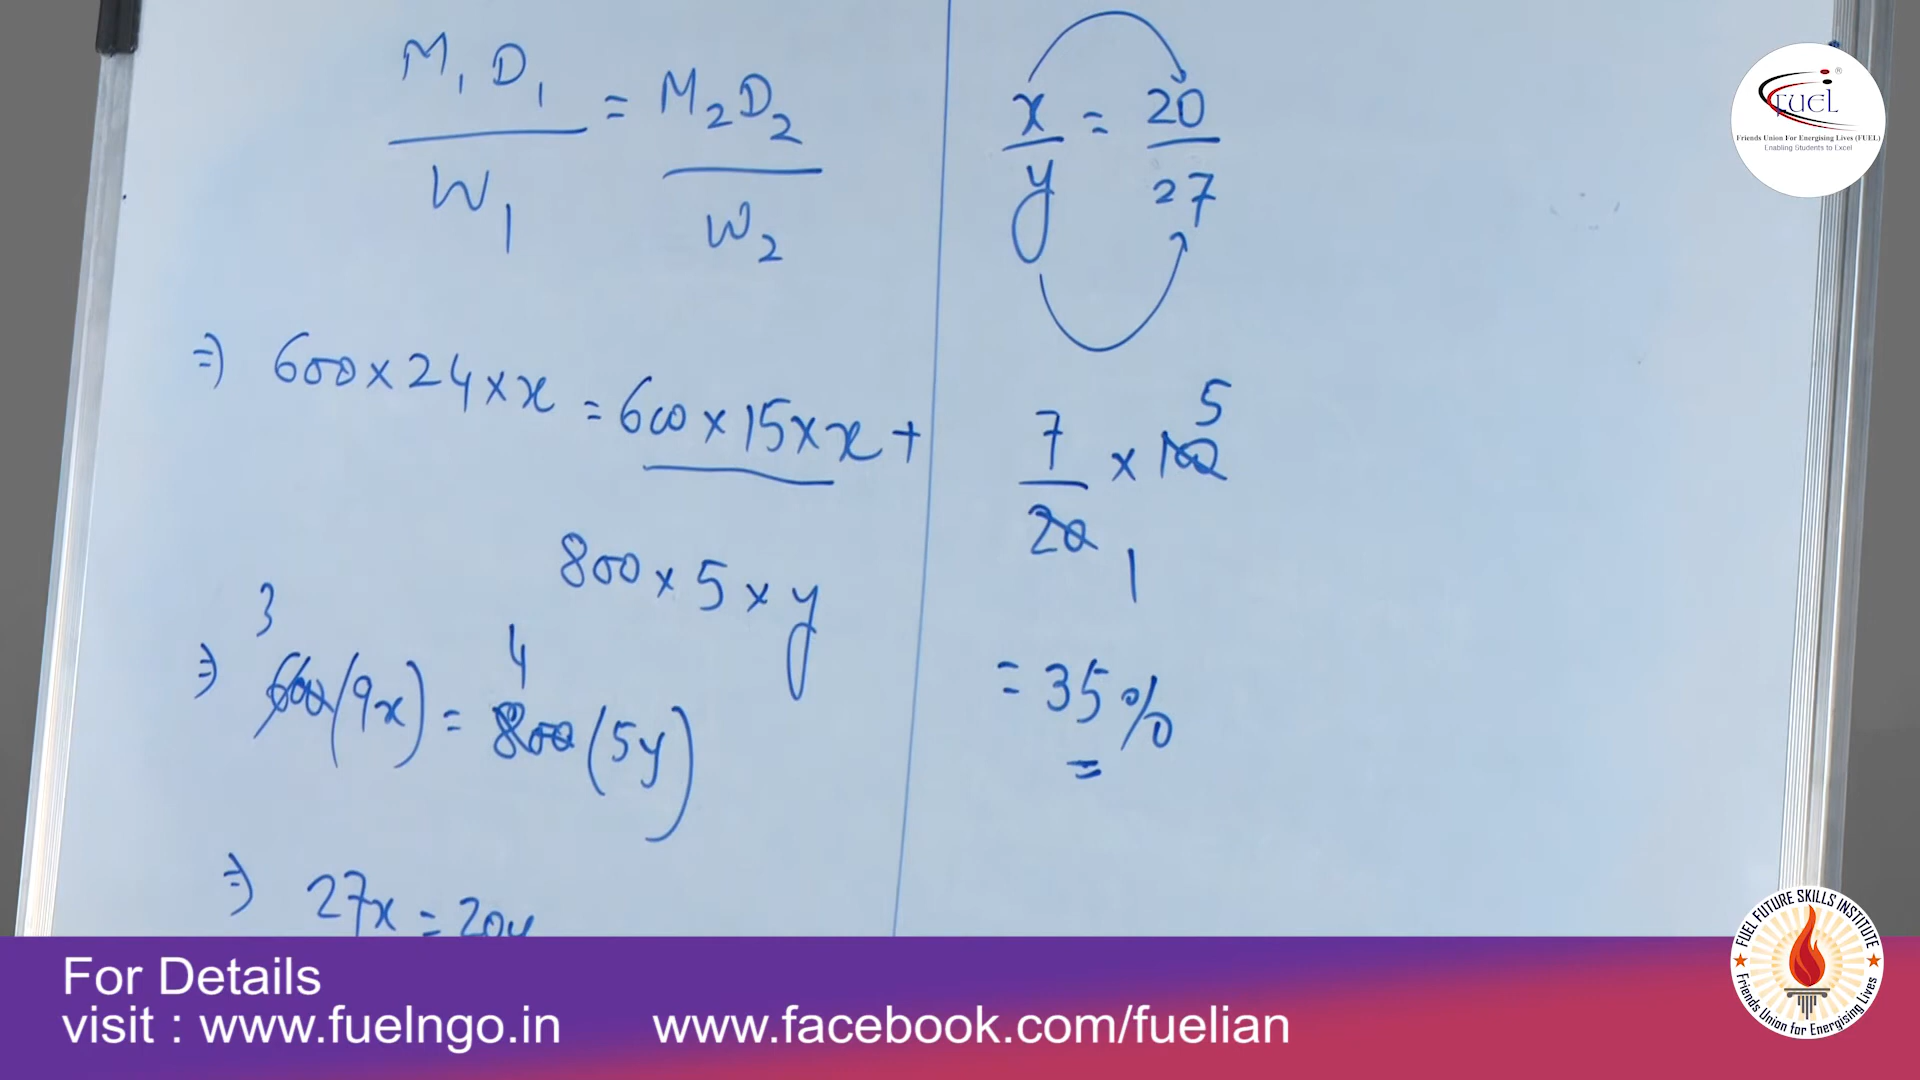 M₁D₁ / W₁ = M₂D₂ / W₂
⇒ 600 × 24 × x = 600 × 15 × x +
800 × 5 × y
3 4
⇒ 600 (9x) = 800 (5y)
⇒ 27x = 20y
x / y = 20 / 27
5
7 / 20 × 100
1
= 35%
=
FUEL ®
Friends Union For Energising Lives (FUEL)
Enabling Students to Excel
For Details
visit : www.fuelngo.in www.facebook.com/fuelian
FUEL FUTURE SKILLS INSTITUTE
Friends Union for Energising Lives